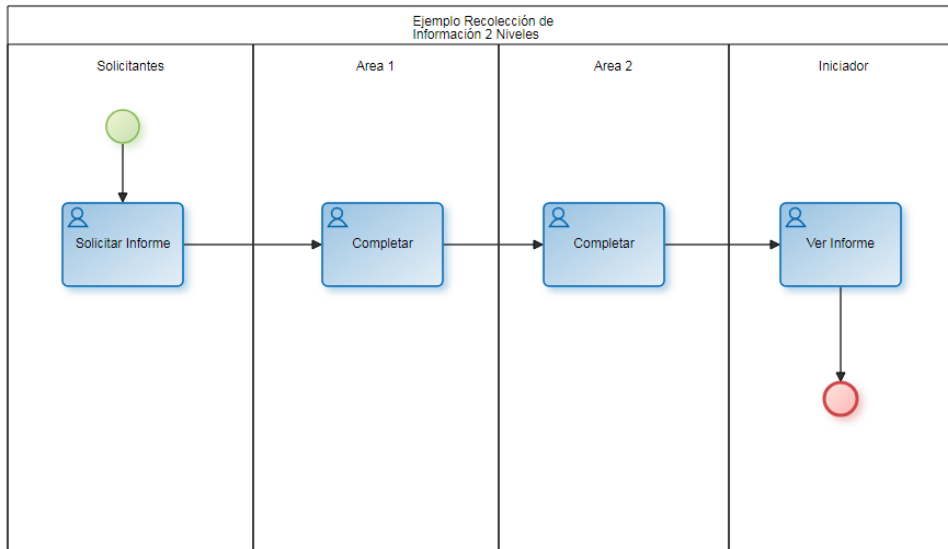 Ejemplo Recolección de
Información 2 Niveles
Solicitantes
Area 1
Area 2
Iniciador
Solicitar Informe
Completar
Completar
Ver Informe